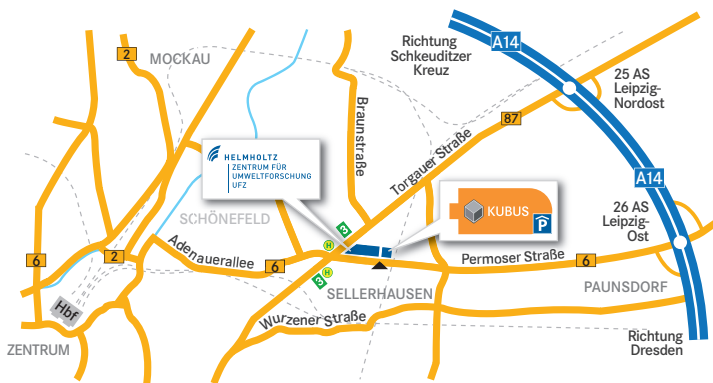 A14
Richtung
Schkeuditzer
Kreuz
2
MOCKAU
25 AS
Leipzig-
Nordost
Braunstraße
87
Torgauer Straße
HELMHOLTZ
ZENTRUM FÜR
UMWELTFORSCHUNG
UFZ
A14
KUBUS
P
26 AS
Leipzig-
Ost
SCHÖNEFELD
3
H
Adenauerallee
6
2
6
Permoser Straße
6
H
3
SELLERHAUSEN
PAUNSDORF
Hbf
Wurzener Straße
ZENTRUM
Richtung
Dresden